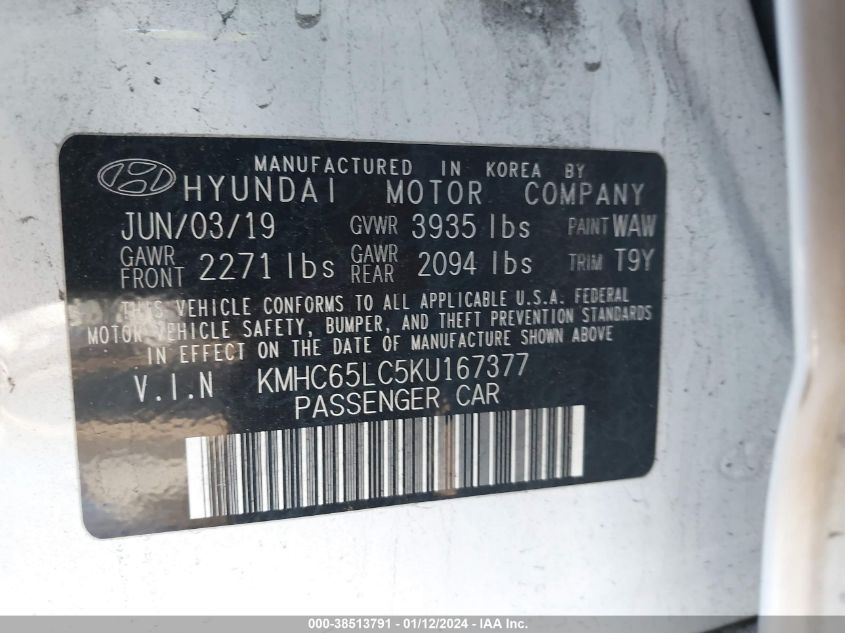 MANUFACTURED IN KOREA BY
HYUNDAI MOTOR COMPANY
JUN/03/19 GVWR 3935 lbs PAINT WAW
GAWR FRONT 2271 lbs GAWR REAR 2094 lbs TRIM T9Y
THIS VEHICLE CONFORMS TO ALL APPLICABLE U.S.A. FEDERAL
MOTOR VEHICLE SAFETY, BUMPER, AND THEFT PREVENTION STANDARDS
IN EFFECT ON THE DATE OF MANUFACTURE SHOWN ABOVE
V.I.N KMHC65LC5KU167377
PASSENGER CAR
000-38513791 - 01/12/2024 - IAA Inc.